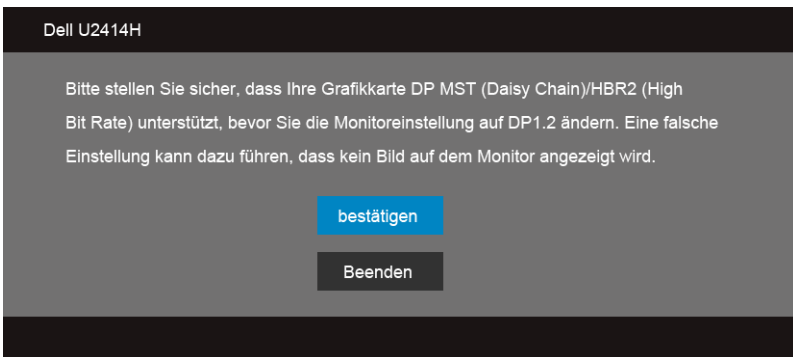 Dell U2414H
Bitte stellen Sie sicher, dass Ihre Grafikkarte DP MST (Daisy Chain)/HBR2 (High
Bit Rate) unterstützt, bevor Sie die Monitoreinstellung auf DP1.2 ändern. Eine falsche
Einstellung kann dazu führen, dass kein Bild auf dem Monitor angezeigt wird.
bestätigen
Beenden